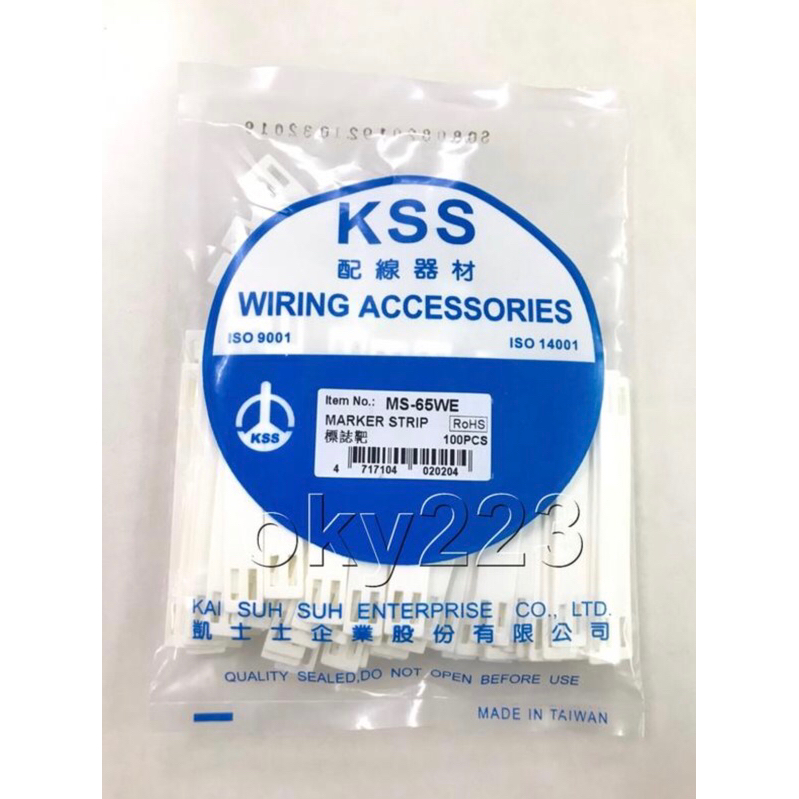 KSS
配線器材
WIRING ACCESSORIES
ISO 9001
ISO 14001
KSS
Item No.: MS-65WE
MARKER STRIP RoHS
標誌靶 100PCS
4 717104 020204
oky223
KAI SUH SUH ENTERPRISE CO., LTD.
凱士士企業股份有限公司
QUALITY SEALED,DO NOT OPEN BEFORE USE
MADE IN TAIWAN